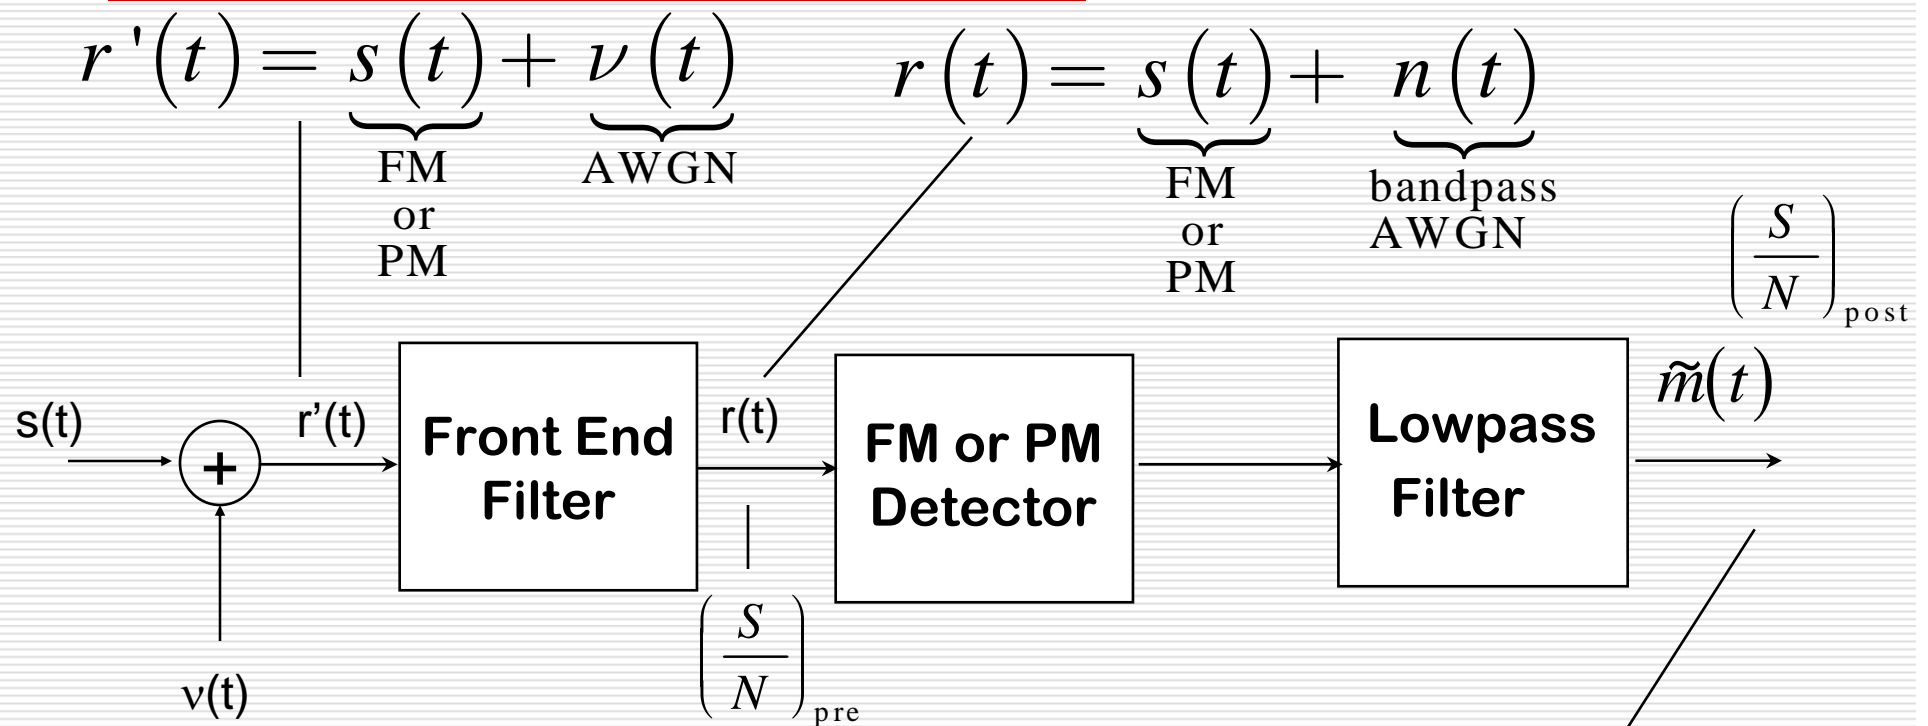 r '(t) = s(t) + ν(t)
FM
or
PM
AWGN
r(t) = s(t) + n(t)
FM
or
PM
bandpass
AWGN
(S/N)post
s(t)
+
r’(t)
Front End
Filter
r(t)
FM or PM
Detector
Lowpass
Filter
m̃(t)
ν(t)
(S/N)pre